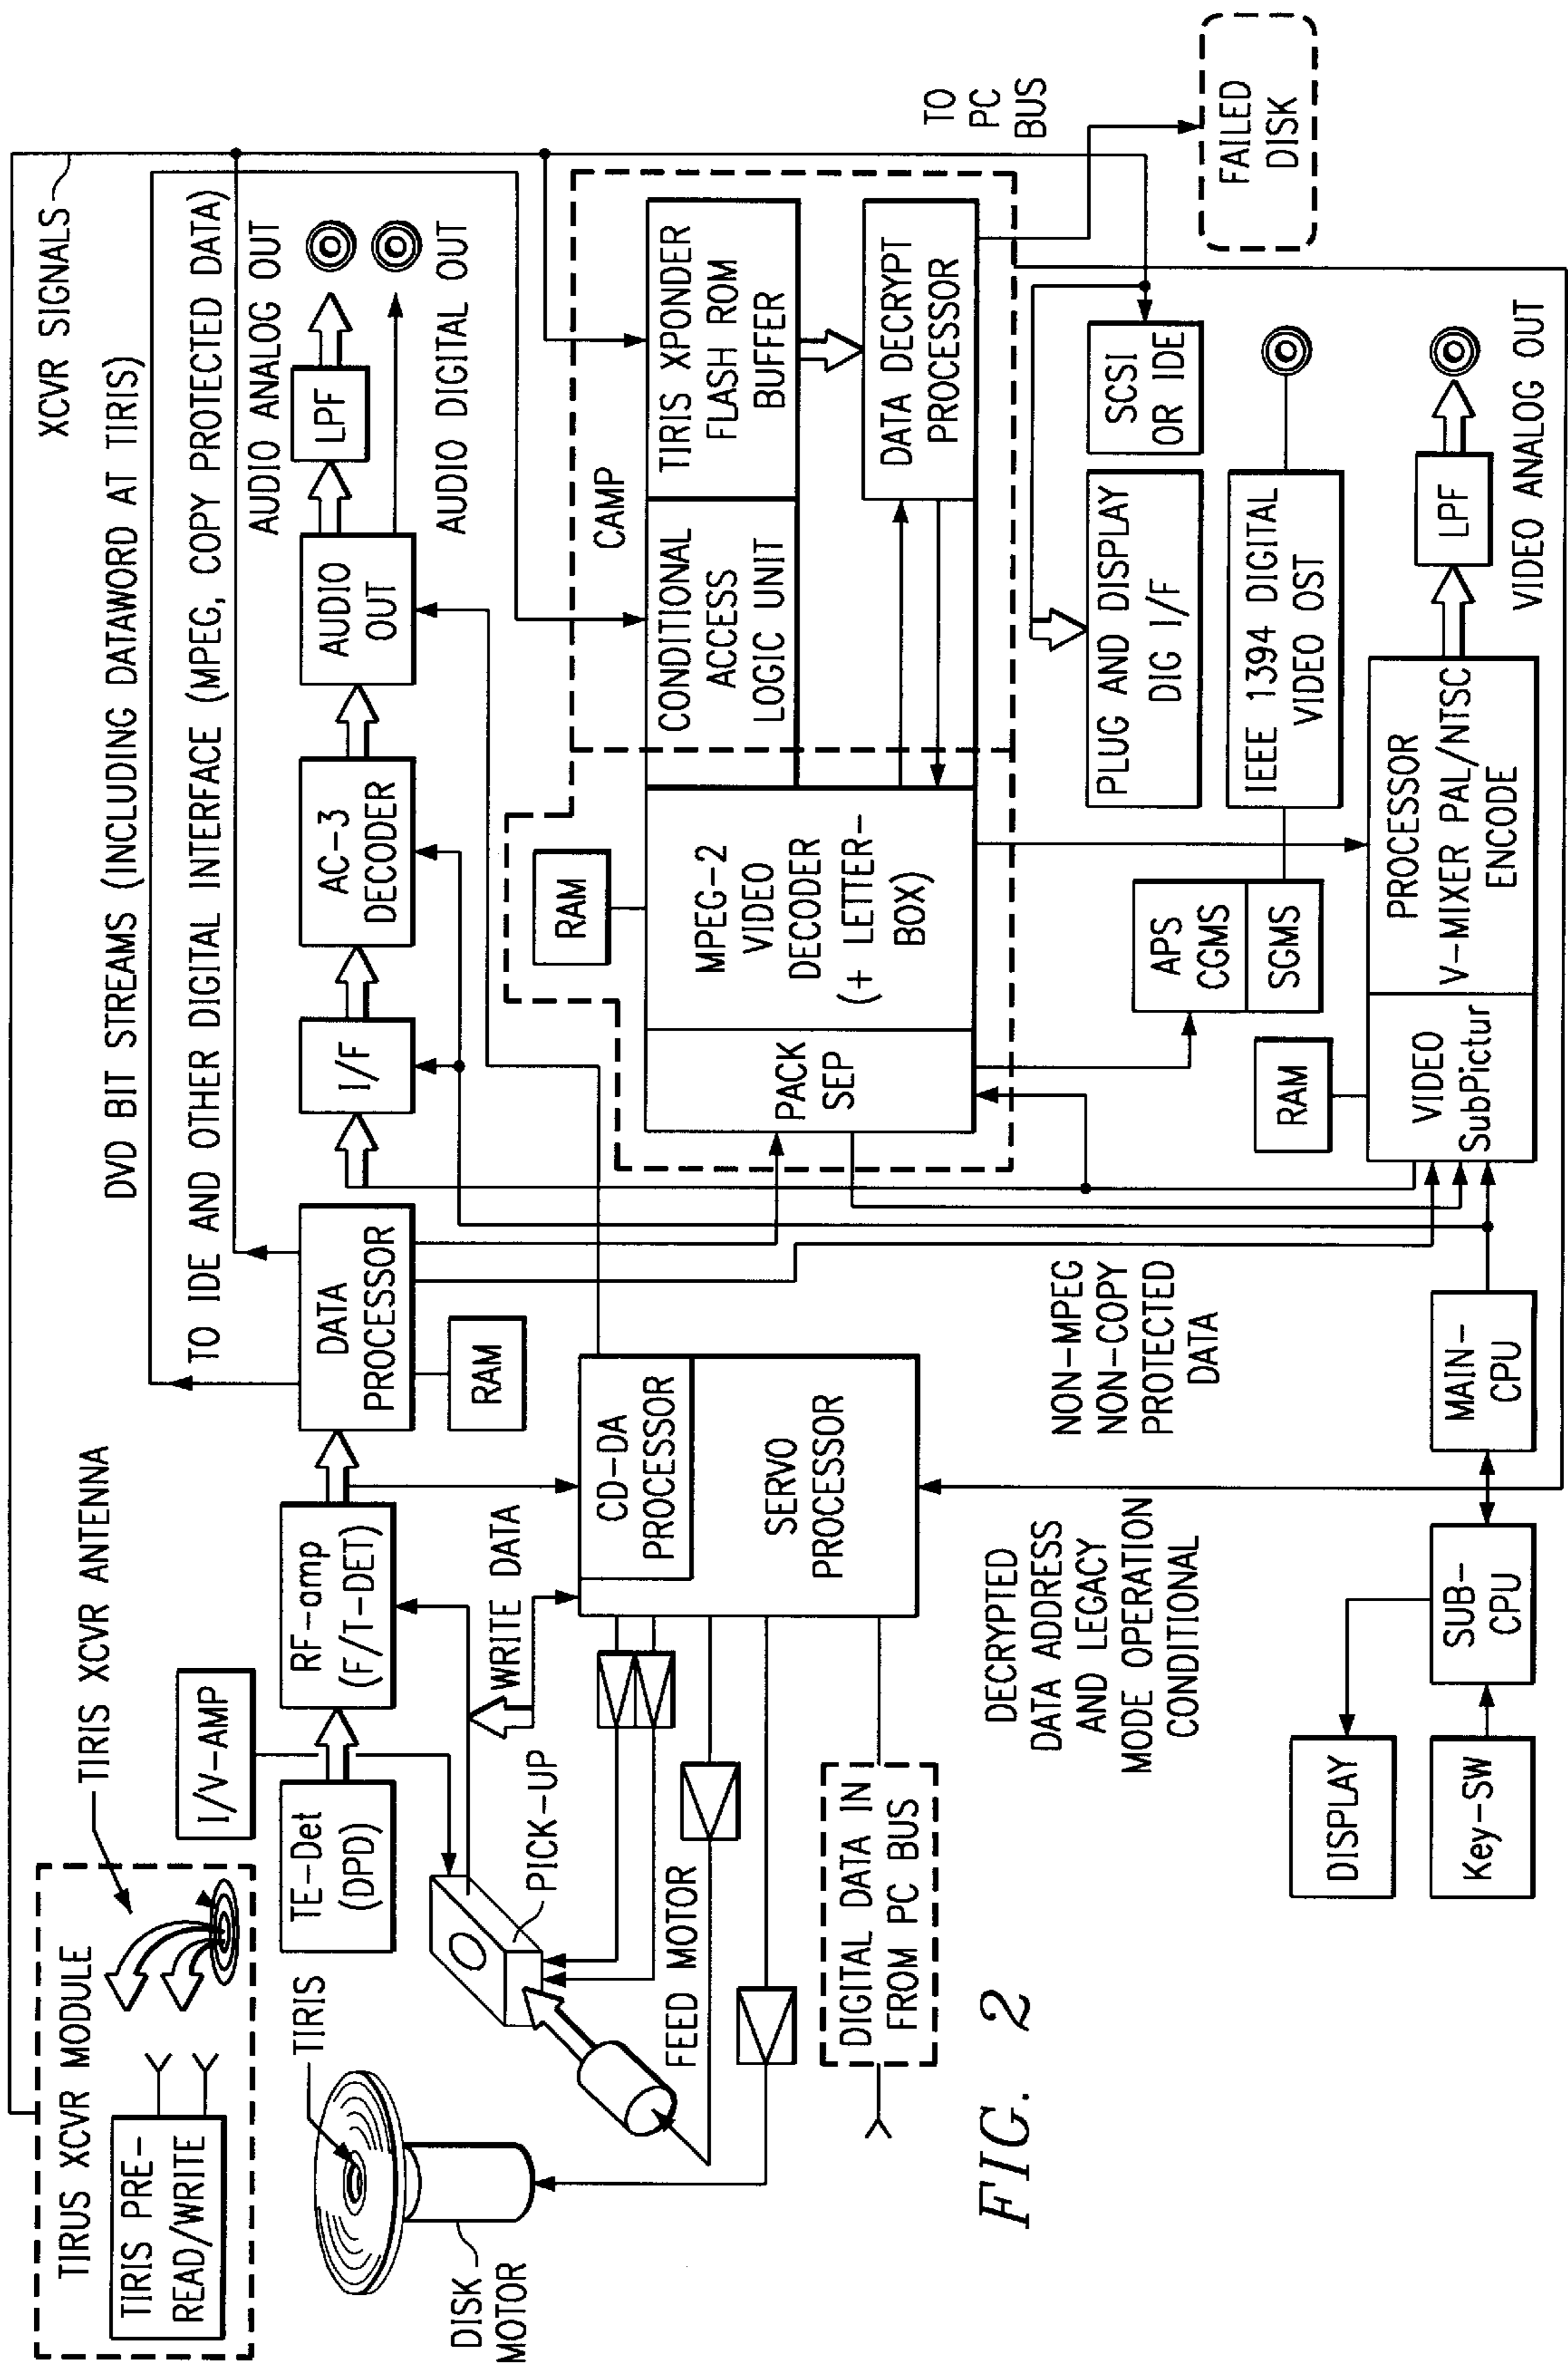 TIRUS XCVR MODULE
TIRIS PRE-
READ/WRITE
TIRIS XCVR ANTENNA
XCVR SIGNALS
DVD BIT STREAMS (INCLUDING DATAWORD AT TIRIS)
TO IDE AND OTHER DIGITAL INTERFACE (MPEG, COPY PROTECTED DATA)
I/V-AMP
TE-Det
(DPD)
RF-amp
(F/T-DET)
DATA
PROCESSOR
RAM
I/F
AC-3
DECODER
AUDIO
OUT
LPF
AUDIO ANALOG OUT
AUDIO DIGITAL OUT
TIRIS
DISK
MOTOR
PICK-UP
FEED MOTOR
WRITE DATA
CD-DA
PROCESSOR
SERVO
PROCESSOR
DIGITAL DATA IN
FROM PC BUS
RAM
CAMP
PACK
SEP
MPEG-2
VIDEO
DECODER
(+ LETTER-
BOX)
CONDITIONAL
ACCESS
LOGIC UNIT
TIRIS XPONDER
FLASH ROM
BUFFER
DATA DECRYPT
PROCESSOR
TO
PC
BUS
FAILED
DISK
DECRYPTED
DATA ADDRESS
AND LEGACY
MODE OPERATION
CONDITIONAL
NON-MPEG
NON-COPY
PROTECTED
DATA
APS
CGMS
SGMS
PLUG AND DISPLAY
DIG I/F
SCSI
OR IDE
IEEE 1394 DIGITAL
VIDEO OST
DISPLAY
Key-SW
SUB-
CPU
MAIN-
CPU
RAM
VIDEO
SubPictur
PROCESSOR
V-MIXER PAL/NTSC
ENCODE
LPF
VIDEO ANALOG OUT
FIG. 2